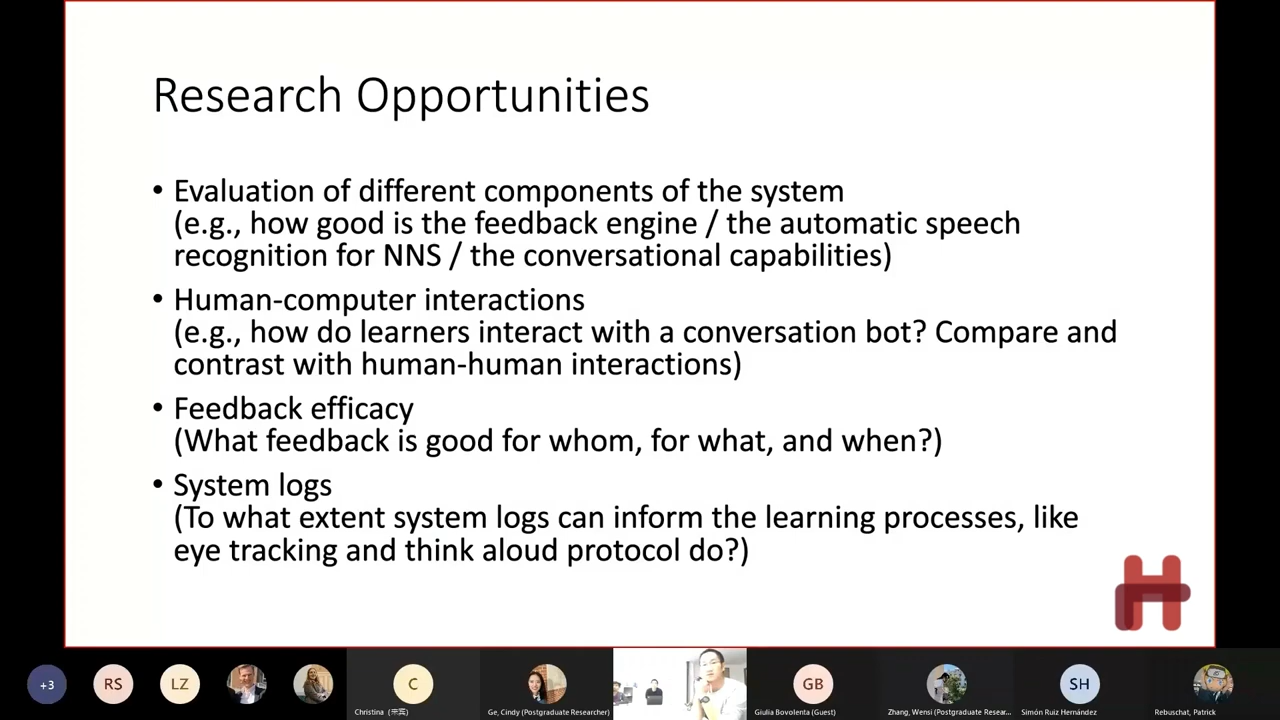 Research Opportunities
• Evaluation of different components of the system
(e.g., how good is the feedback engine / the automatic speech
recognition for NNS / the conversational capabilities)
• Human-computer interactions
(e.g., how do learners interact with a conversation bot? Compare and
contrast with human-human interactions)
• Feedback efficacy
(What feedback is good for whom, for what, and when?)
• System logs
(To what extent system logs can inform the learning processes, like
eye tracking and think aloud protocol do?)
+3
RS
LZ
C
GB
SH
Christina
Ge, Cindy (Postgraduate Researcher)
Giulia Bovolenta (Guest)
Zhang, Wensi (Postgraduate Resear...
Simón Ruiz Hernández
Rebuschat, Patrick